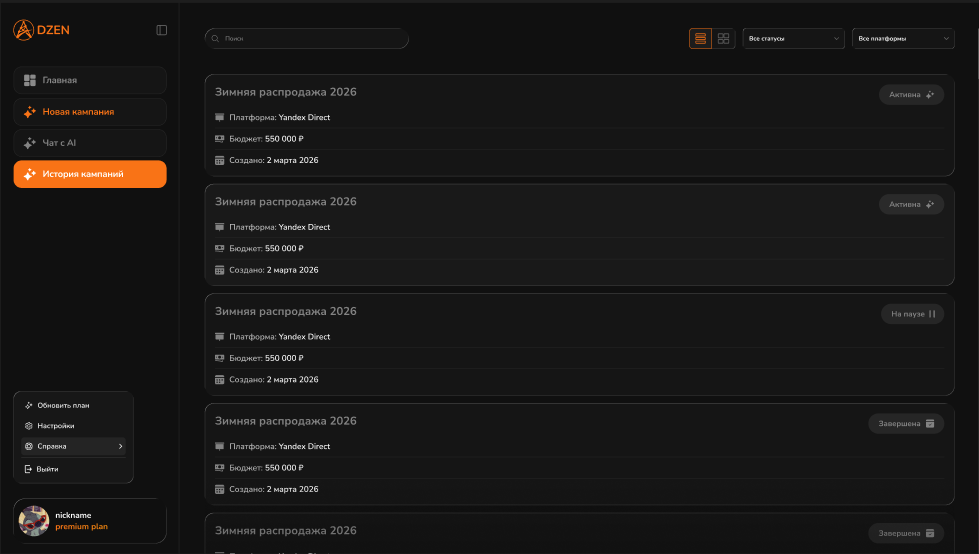 DZEN
Главная
Новая кампания
Чат с AI
История кампаний
Обновить план
Настройки
Справка
Выйти
nickname
premium plan
Поиск
Все статусы
Все платформы
Зимняя распродажа 2026
Активна
Платформа: Yandex Direct
Бюджет: 550 000 ₽
Создано: 2 марта 2026
Зимняя распродажа 2026
Активна
Платформа: Yandex Direct
Бюджет: 550 000 ₽
Создано: 2 марта 2026
Зимняя распродажа 2026
На паузе
Платформа: Yandex Direct
Бюджет: 550 000 ₽
Создано: 2 марта 2026
Зимняя распродажа 2026
Завершена
Платформа: Yandex Direct
Бюджет: 550 000 ₽
Создано: 2 марта 2026
Зимняя распродажа 2026
Завершена